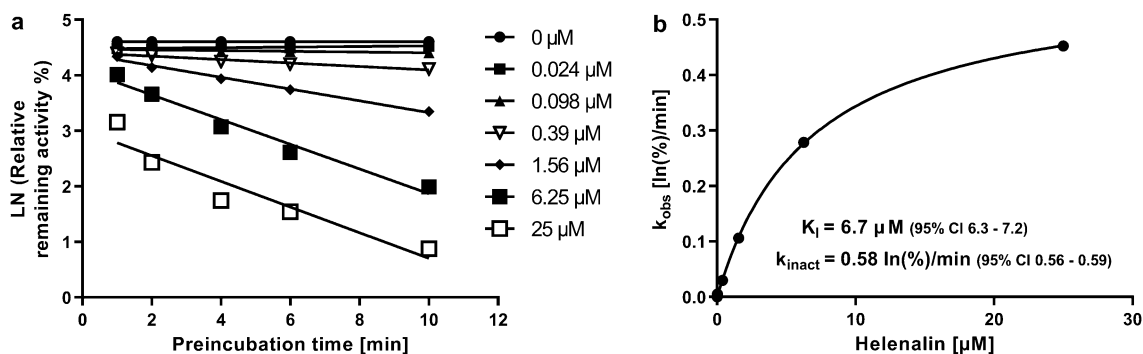 a
LN (Relative
remaining activity %)
5
4
3
2
1
0
0 2 4 6 8 10 12
Preincubation time [min]
0 µM
0.024 µM
0.098 µM
0.39 µM
1.56 µM
6.25 µM
25 µM
b
kobs [ln(%)/min]
0.5
0.4
0.3
0.2
0.1
0.0
0 10 20 30
Helenalin [µM]
KI = 6.7 µM (95% CI 6.3 - 7.2)
kinact = 0.58 ln(%)/min (95% CI 0.56 - 0.59)